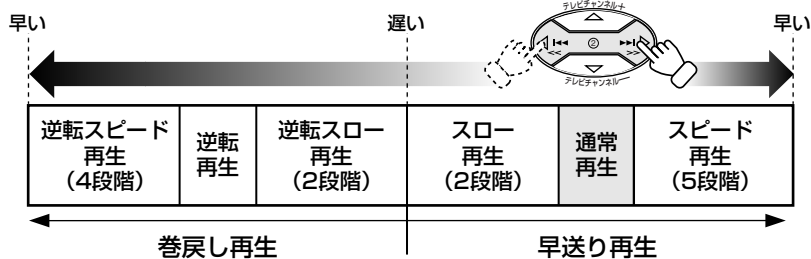 テレビチャンネル＋
早い
遅い
早い
②
<<
>>
テレビチャンネルー
逆転スピード
再生
（4段階）
逆転
再生
逆転スロー
再生
（2段階）
スロー
再生
（2段階）
通常
再生
スピード
再生
（5段階）
巻戻し再生
早送り再生